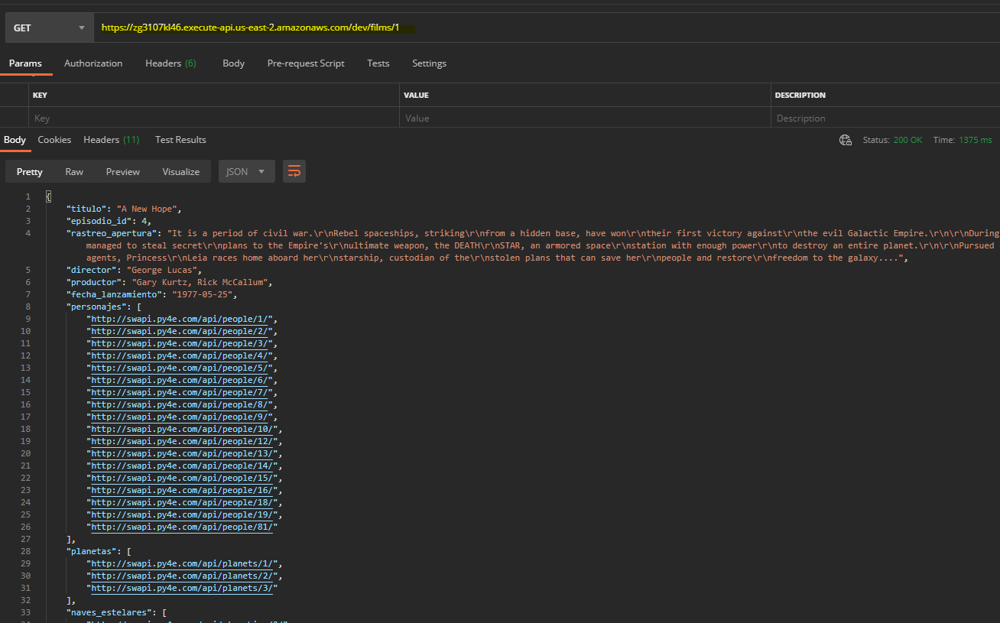 GET https://zg3107kl46.execute-api.us-east-2.amazonaws.com/dev/films/1
Params Authorization Headers (6) Body Pre-request Script Tests Settings
KEY VALUE DESCRIPTION
Key Value Description
Body Cookies Headers (11) Test Results Status: 200 OK Time: 1375 ms
Pretty Raw Preview Visualize JSON
1 {
2 "titulo": "A New Hope",
3 "episodio_id": 4,
4 "rastreo_apertura": "It is a period of civil war.\r\nRebel spaceships, striking\r\nfrom a hidden base, have won\r\ntheir first victory against\r\nthe evil Galactic Empire.\r\n\r\nDuring
managed to steal secret\r\nplans to the Empire's\r\nultimate weapon, the DEATH\r\nSTAR, an armored space\r\nstation with enough power\r\nto destroy an entire planet.\r\n\r\nPursued
agents, Princess\r\nLeia races home aboard her\r\nstarship, custodian of the\r\nstolen plans that can save her\r\npeople and restore\r\nfreedom to the galaxy....",
5 "director": "George Lucas",
6 "productor": "Gary Kurtz, Rick McCallum",
7 "fecha_lanzamiento": "1977-05-25",
8 "personajes": [
9 "http://swapi.py4e.com/api/people/1/",
10 "http://swapi.py4e.com/api/people/2/",
11 "http://swapi.py4e.com/api/people/3/",
12 "http://swapi.py4e.com/api/people/4/",
13 "http://swapi.py4e.com/api/people/5/",
14 "http://swapi.py4e.com/api/people/6/",
15 "http://swapi.py4e.com/api/people/7/",
16 "http://swapi.py4e.com/api/people/8/",
17 "http://swapi.py4e.com/api/people/9/",
18 "http://swapi.py4e.com/api/people/10/",
19 "http://swapi.py4e.com/api/people/12/",
20 "http://swapi.py4e.com/api/people/13/",
21 "http://swapi.py4e.com/api/people/14/",
22 "http://swapi.py4e.com/api/people/15/",
23 "http://swapi.py4e.com/api/people/16/",
24 "http://swapi.py4e.com/api/people/18/",
25 "http://swapi.py4e.com/api/people/19/",
26 "http://swapi.py4e.com/api/people/81/"
27 ],
28 "planetas": [
29 "http://swapi.py4e.com/api/planets/1/",
30 "http://swapi.py4e.com/api/planets/2/",
31 "http://swapi.py4e.com/api/planets/3/"
32 ],
33 "naves_estelares": [